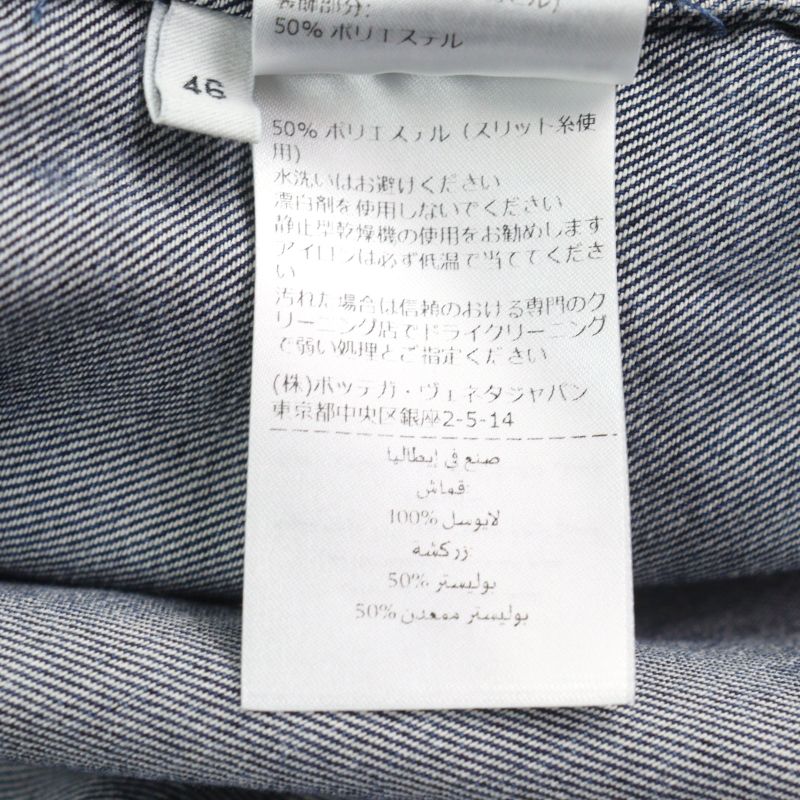 装飾部分:
50% ポリエステル
46
50% ポリエステル (スリット糸使
用)
水洗いはお避けください
漂白剤を使用しないでください
静止型乾燥機の使用をお勧めします
アイロンは必ず低温で当ててくださ
い
汚れた場合は信頼のおける専門のク
リーニング店でドライクリーニング
で弱い処理とご指定ください
(株)ボッテガ・ヴェネタジャパン
東京都中央区銀座2-5-14
صنع في إيطاليا
قماش:
لايوسل %100
زركشة:
بوليستر %50
بوليستر ممعدن %50